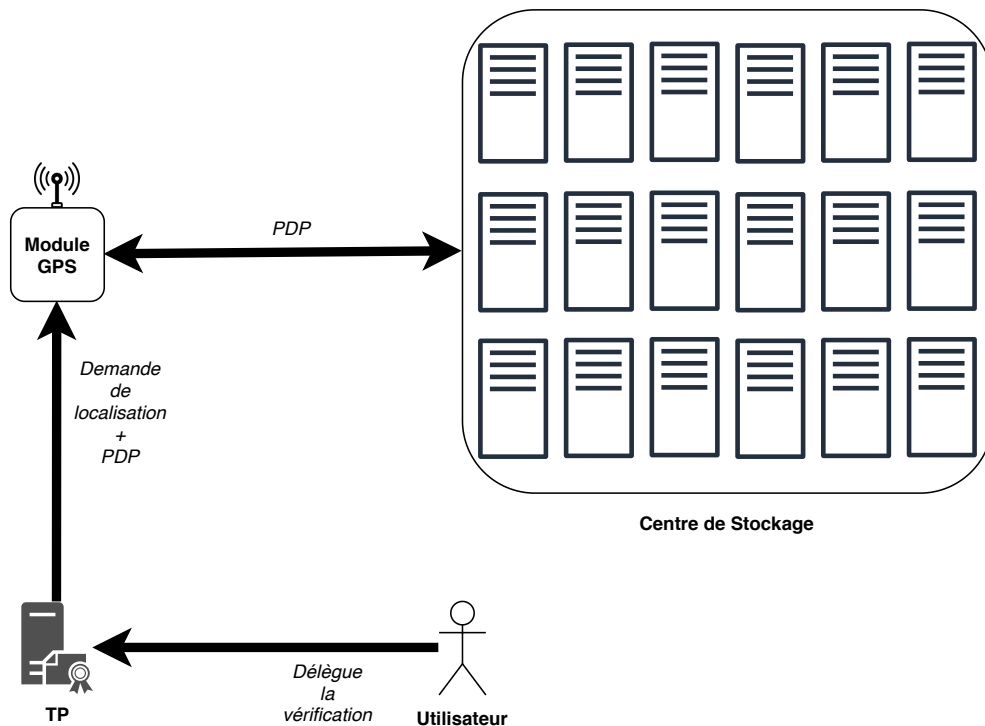 Module
GPS
PDP
Demande
de
localisation
+
PDP
Centre de Stockage
Délègue
la
vérification
TP
Utilisateur